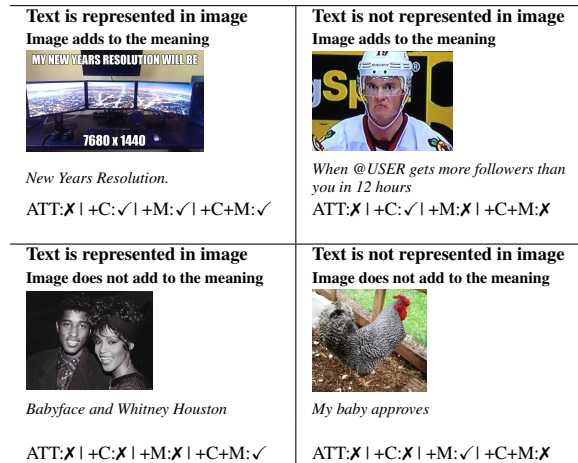 Text is represented in image
Image adds to the meaning
MY NEW YEARS RESOLUTION WILL BE
7680 x 1440
New Years Resolution.
ATT:✗ | +C:✓ | +M:✓ | +C+M:✓
Text is not represented in image
Image adds to the meaning
19
Sp
When @USER gets more followers than
you in 12 hours
ATT:✗ | +C:✓ | +M:✗ | +C+M:✗
Text is represented in image
Image does not add to the meaning
Babyface and Whitney Houston
ATT:✗ | +C:✗ | +M:✗ | +C+M:✓
Text is not represented in image
Image does not add to the meaning
My baby approves
ATT:✗ | +C:✗ | +M:✓ | +C+M:✗